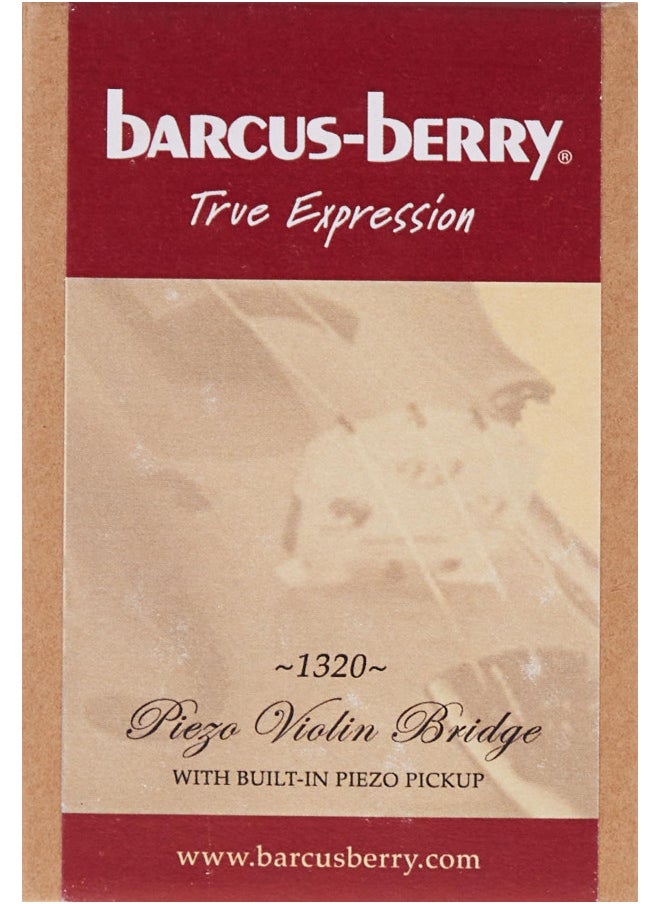 barcus-berry®
True Expression
~1320~
Piezo Violin Bridge
WITH BUILT-IN PIEZO PICKUP
www.barcusberry.com